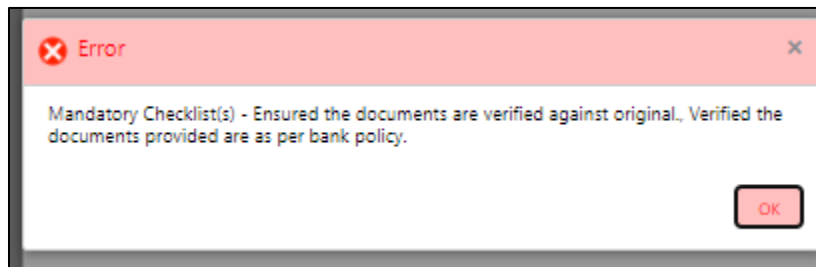 Error
Mandatory Checklist(s) - Ensured the documents are verified against original., Verified the
documents provided are as per bank policy.
OK